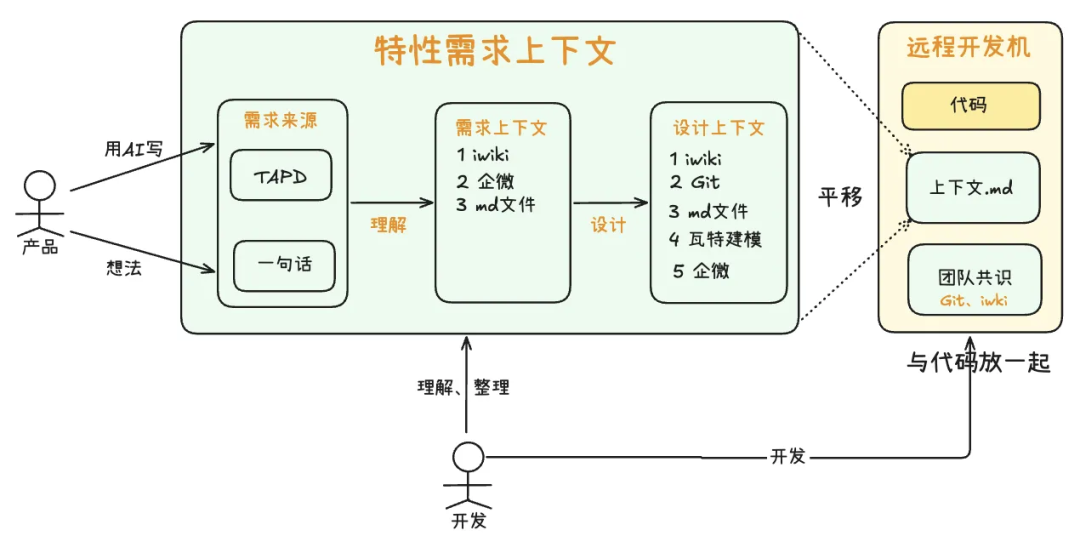 特性需求上下文
远程开发机
需求来源
TAPD
一句话
用AI写
想法
产品
理解
需求上下文
1 iwiki
2 企微
3 md文件
设计
设计上下文
1 iwiki
2 Git
3 md文件
4 瓦特建模
5 企微
平移
代码
上下文.md
团队共识
Git、iwki
与代码放一起
理解、整理
开发
开发